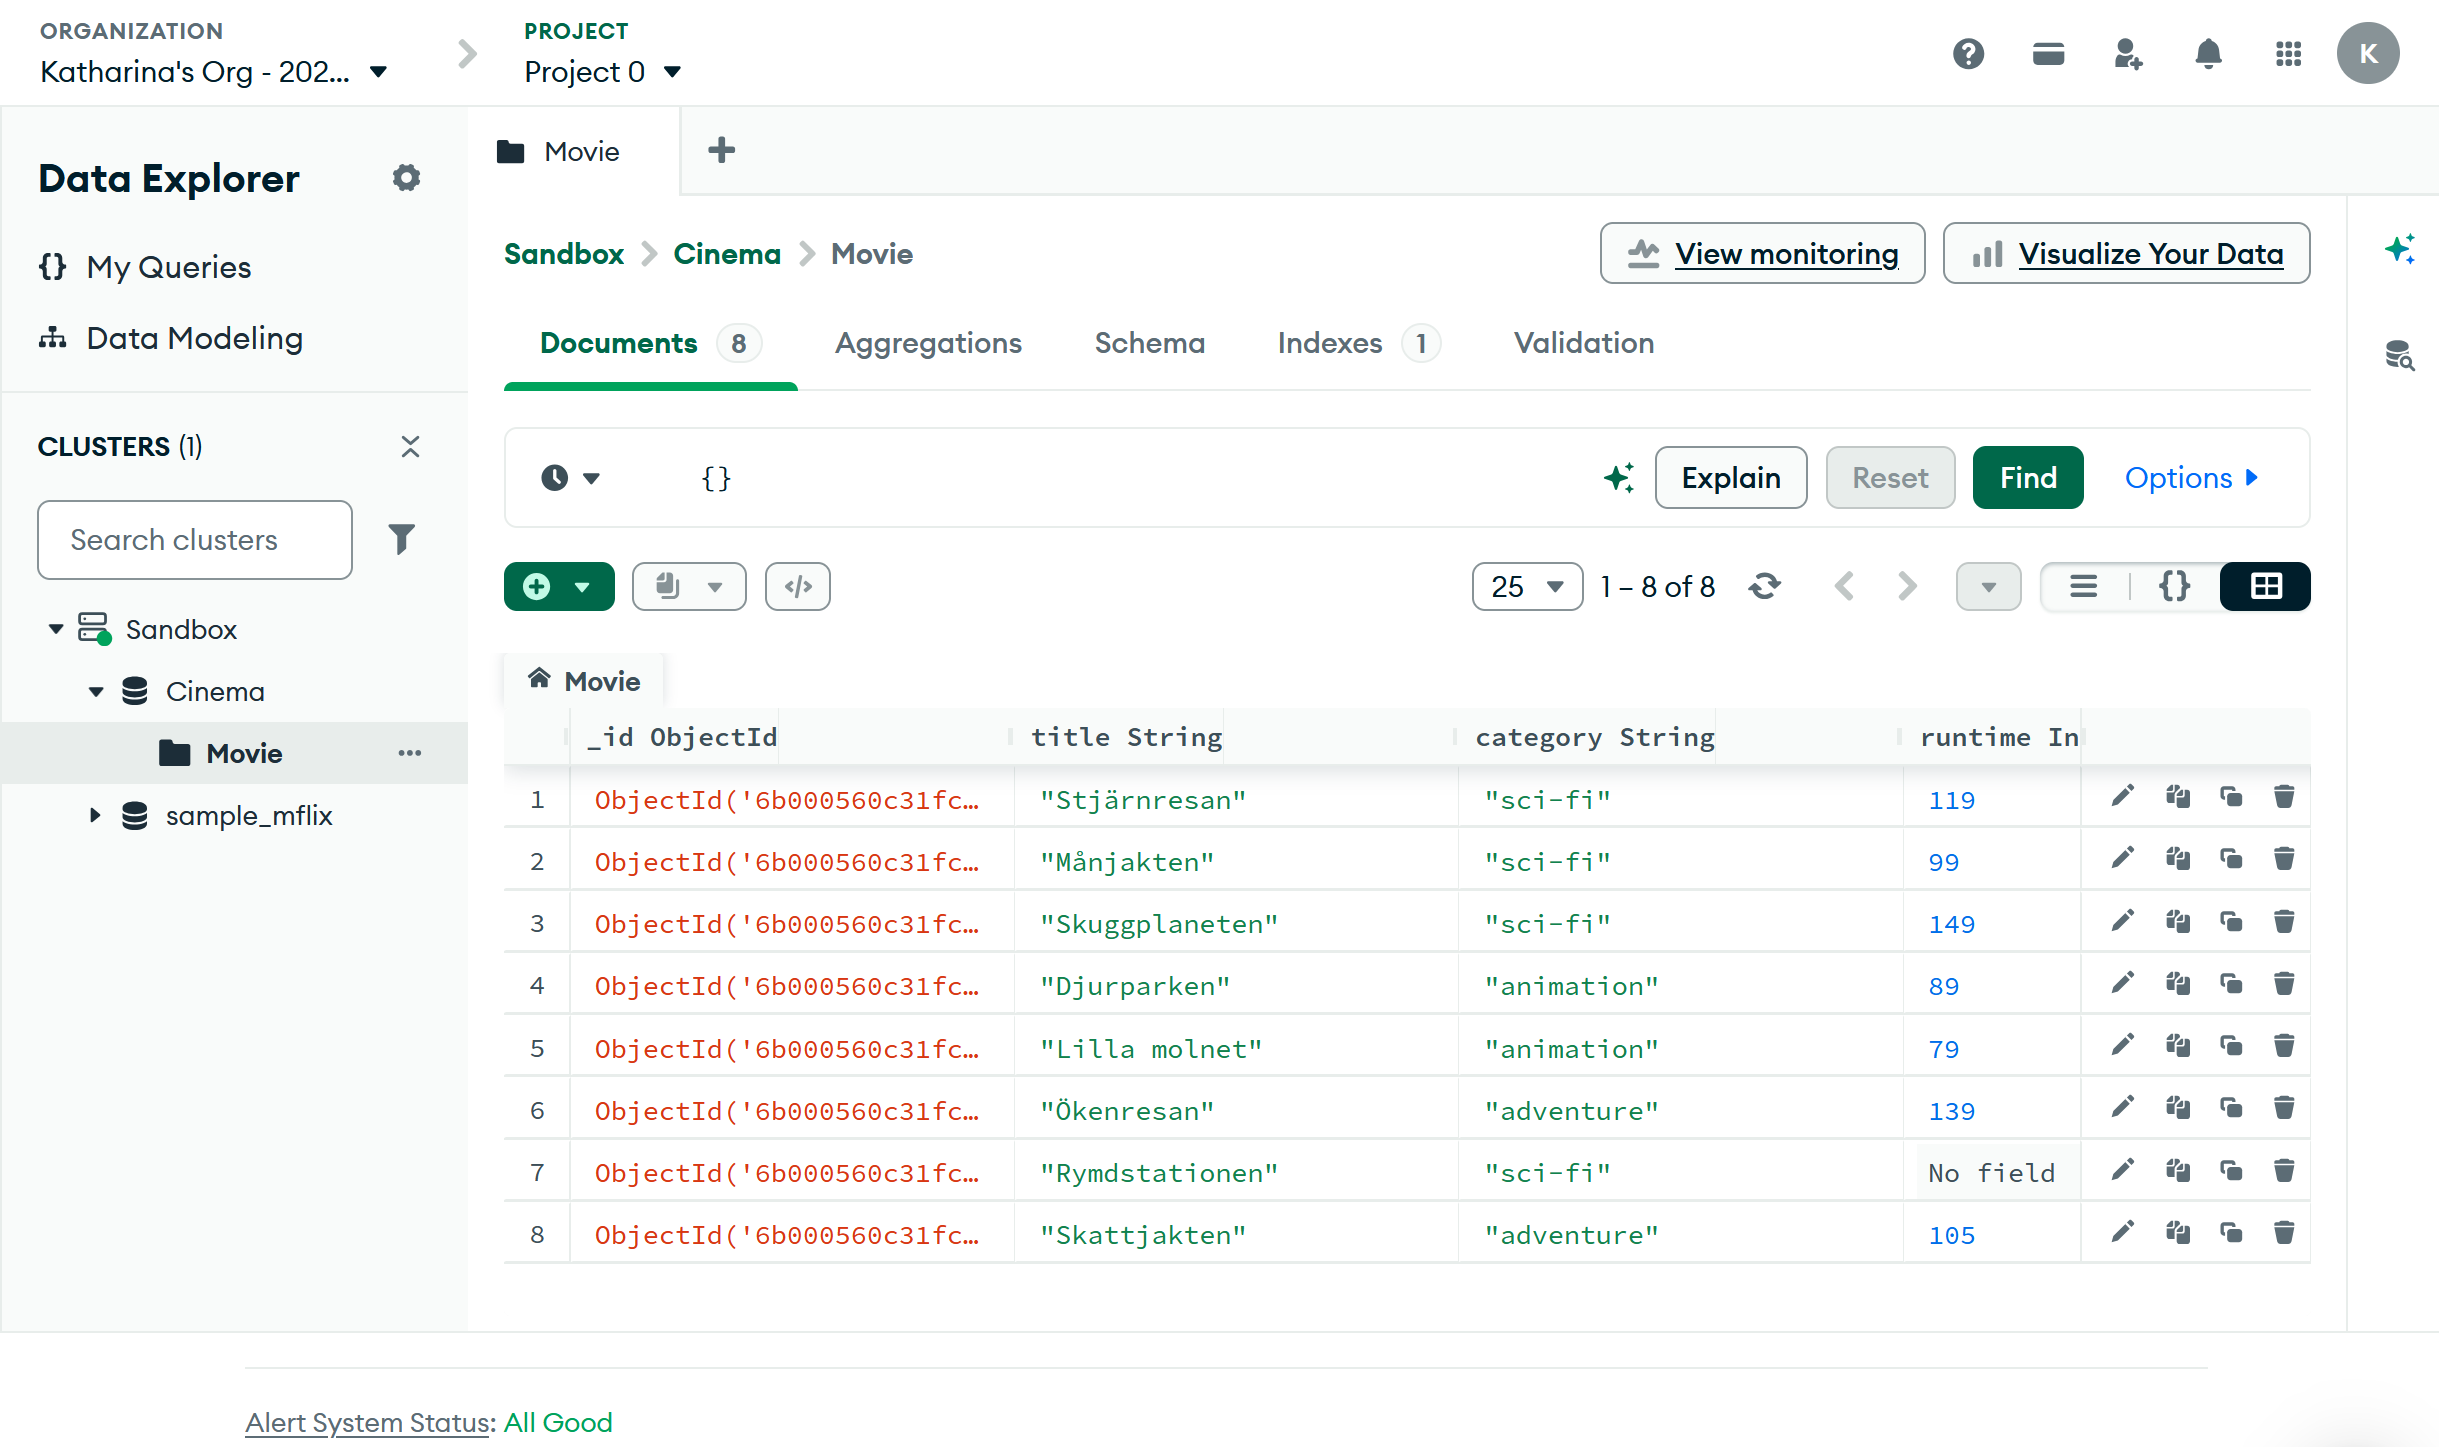 ORGANIZATION
Katharina's Org - 202...
PROJECT
Project 0
K
Data Explorer
My Queries
Data Modeling
CLUSTERS (1)
Search clusters
Sandbox
Cinema
Movie
sample_mflix
Movie
Sandbox Cinema Movie
View monitoring
Visualize Your Data
Documents 8 Aggregations Schema Indexes 1 Validation
{}
Explain Reset Find Options
25 1 – 8 of 8
Movie
_id ObjectId title String category String runtime In
1 ObjectId('6b000560c31fc… "Stjärnresan" "sci-fi" 119
2 ObjectId('6b000560c31fc… "Månjakten" "sci-fi" 99
3 ObjectId('6b000560c31fc… "Skuggplaneten" "sci-fi" 149
4 ObjectId('6b000560c31fc… "Djurparken" "animation" 89
5 ObjectId('6b000560c31fc… "Lilla molnet" "animation" 79
6 ObjectId('6b000560c31fc… "Ökenresan" "adventure" 139
7 ObjectId('6b000560c31fc… "Rymdstationen" "sci-fi" No field
8 ObjectId('6b000560c31fc… "Skattjakten" "adventure" 105
Alert System Status: All Good